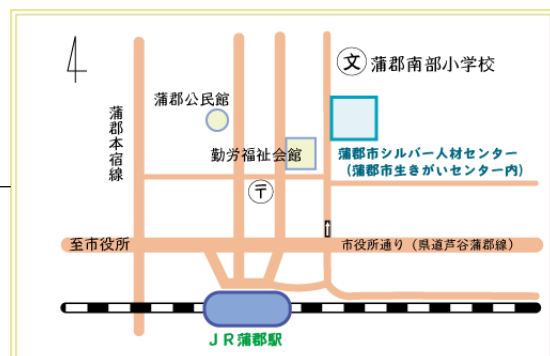 文 蒲郡南部小学校
蒲郡公民館
蒲郡本宿線
勤労福祉会館
蒲郡市シルバー人材センター
（蒲郡市生きがいセンター内）
〒
至市役所
市役所通り（県道芦谷蒲郡線）
ＪＲ蒲郡駅